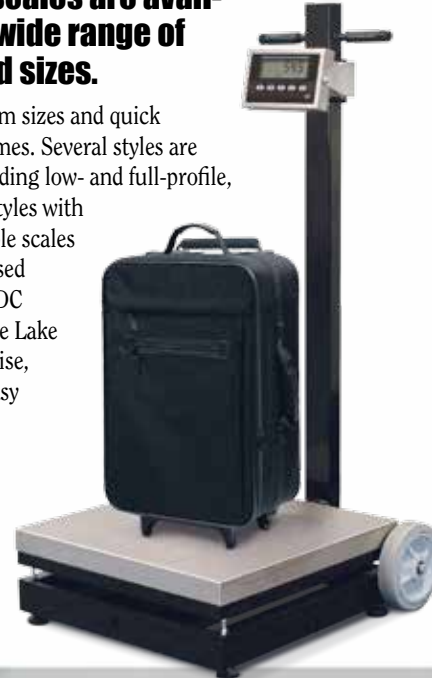 scales are avail-
wide range of
d sizes.
m sizes and quick
mes. Several styles are
ding low- and full-profile,
tyles with
le scales
sed
OC
e Lake
ise,
sy